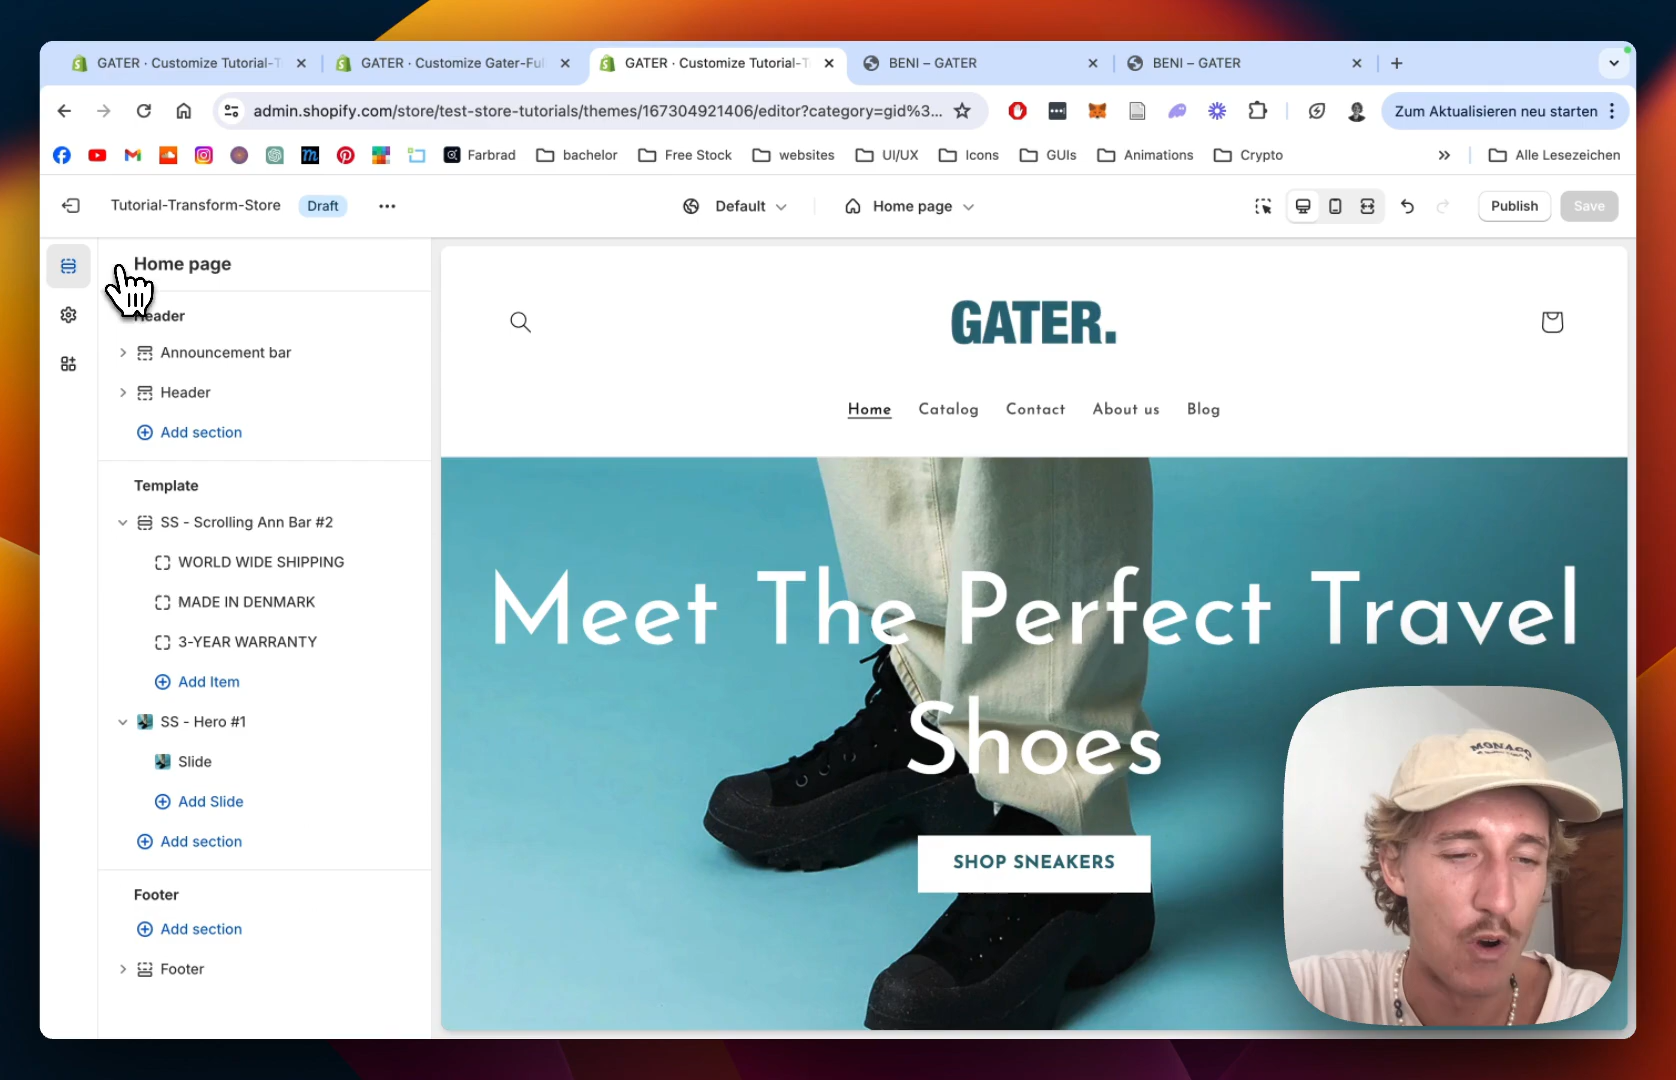 GATER · Customize Tutorial-T
GATER · Customize Gater-Ful
GATER · Customize Tutorial-T
BENI – GATER
BENI – GATER
admin.shopify.com/store/test-store-tutorials/themes/167304921406/editor?category=gid%3...
Zum Aktualisieren neu starten
Farbrad
bachelor
Free Stock
websites
UI/UX
Icons
GUIs
Animations
Crypto
Alle Lesezeichen
Tutorial-Transform-Store
Draft
Default
Home page
Publish
Save
Home page
Header
Announcement bar
Header
Add section
Template
SS - Scrolling Ann Bar #2
WORLD WIDE SHIPPING
MADE IN DENMARK
3-YEAR WARRANTY
Add Item
SS - Hero #1
Slide
Add Slide
Add section
Footer
Add section
Footer
GATER.
Home
Catalog
Contact
About us
Blog
Meet The Perfect Travel
Shoes
SHOP SNEAKERS
MONACO